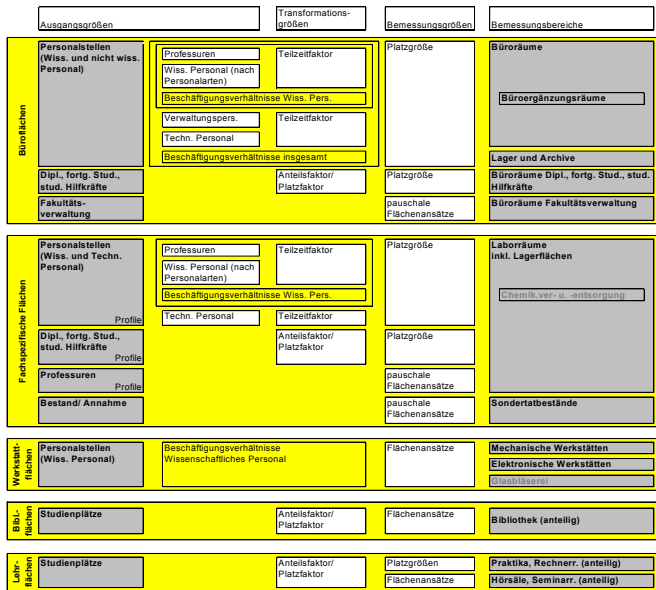 Ausgangsgrößen
Transformations-
größen
Bemessungsgrößen
Bemessungsbereiche
Büroflächen
Personalstellen
(Wiss. und nicht wiss.
Personal)
Professuren
Teilzeitfaktor
Wiss. Personal (nach
Personalarten)
Beschäftigungsverhältnisse Wiss. Pers.
Verwaltungspers.
Teilzeitfaktor
Techn. Personal
Beschäftigungsverhältnisse insgesamt
Platzgröße
Büroräume
Büroergänzungsräume
Lager und Archive
Dipl., fortg. Stud.,
stud. Hilfkräfte
Anteilsfaktor/
Platzfaktor
Platzgröße
Büroräume Dipl., fortg. Stud., stud.
Hilfkräfte
Fakultäts-
verwaltung
pauschale
Flächenansätze
Büroräume Fakultätsverwaltung
Fachspezifische Flächen
Personalstellen
(Wiss. und Techn.
Personal)
Profile
Professuren
Teilzeitfaktor
Wiss. Personal (nach
Personalarten)
Beschäftigungsverhältnisse Wiss. Pers.
Techn. Personal
Teilzeitfaktor
Platzgröße
Laborräume
inkl. Lagerflächen
Chemik.ver- u. -entsorgung
Dipl., fortg. Stud.,
stud. Hilfkräfte
Profile
Anteilsfaktor/
Platzfaktor
Platzgröße
Professuren
Profile
pauschale
Flächenansätze
Bestand/ Annahme
pauschale
Flächenansätze
Sondertatbestände
Werkstatt-
flächen
Personalstellen
(Wiss. Personal)
Beschäftigungsverhältnisse
Wissenschaftliches Personal
Flächenansätze
Mechanische Werkstätten
Elektronische Werkstätten
Glasbläserei
Bibl.-
flächen
Studienplätze
Anteilsfaktor/
Platzfaktor
Flächenansätze
Bibliothek (anteilig)
Lehr-
flächen
Studienplätze
Anteilsfaktor/
Platzfaktor
Platzgrößen
Praktika, Rechnerr. (anteilig)
Flächenansätze
Hörsäle, Seminarr. (anteilig)